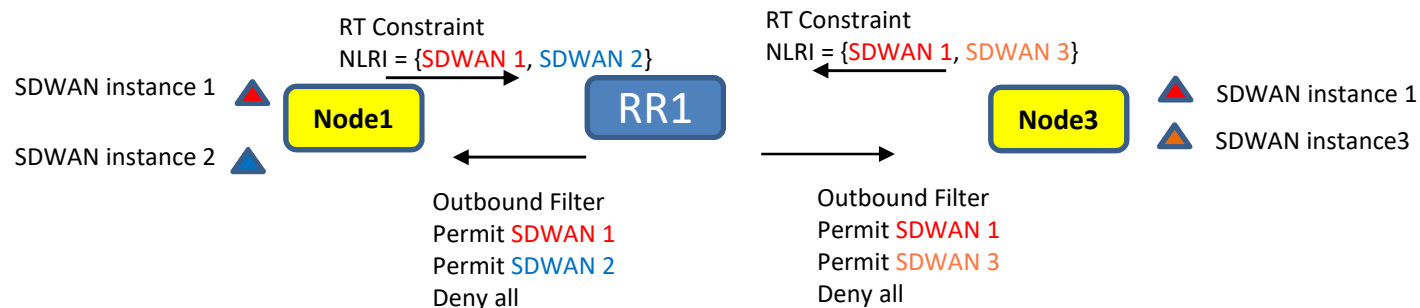 RT Constraint
NLRI = {SDWAN 1, SDWAN 2}
RT Constraint
NLRI = {SDWAN 1, SDWAN 3}
SDWAN instance 1
SDWAN instance 2
Node1
RR1
Node3
SDWAN instance 1
SDWAN instance3
Outbound Filter
Permit SDWAN 1
Permit SDWAN 2
Deny all
Outbound Filter
Permit SDWAN 1
Permit SDWAN 3
Deny all